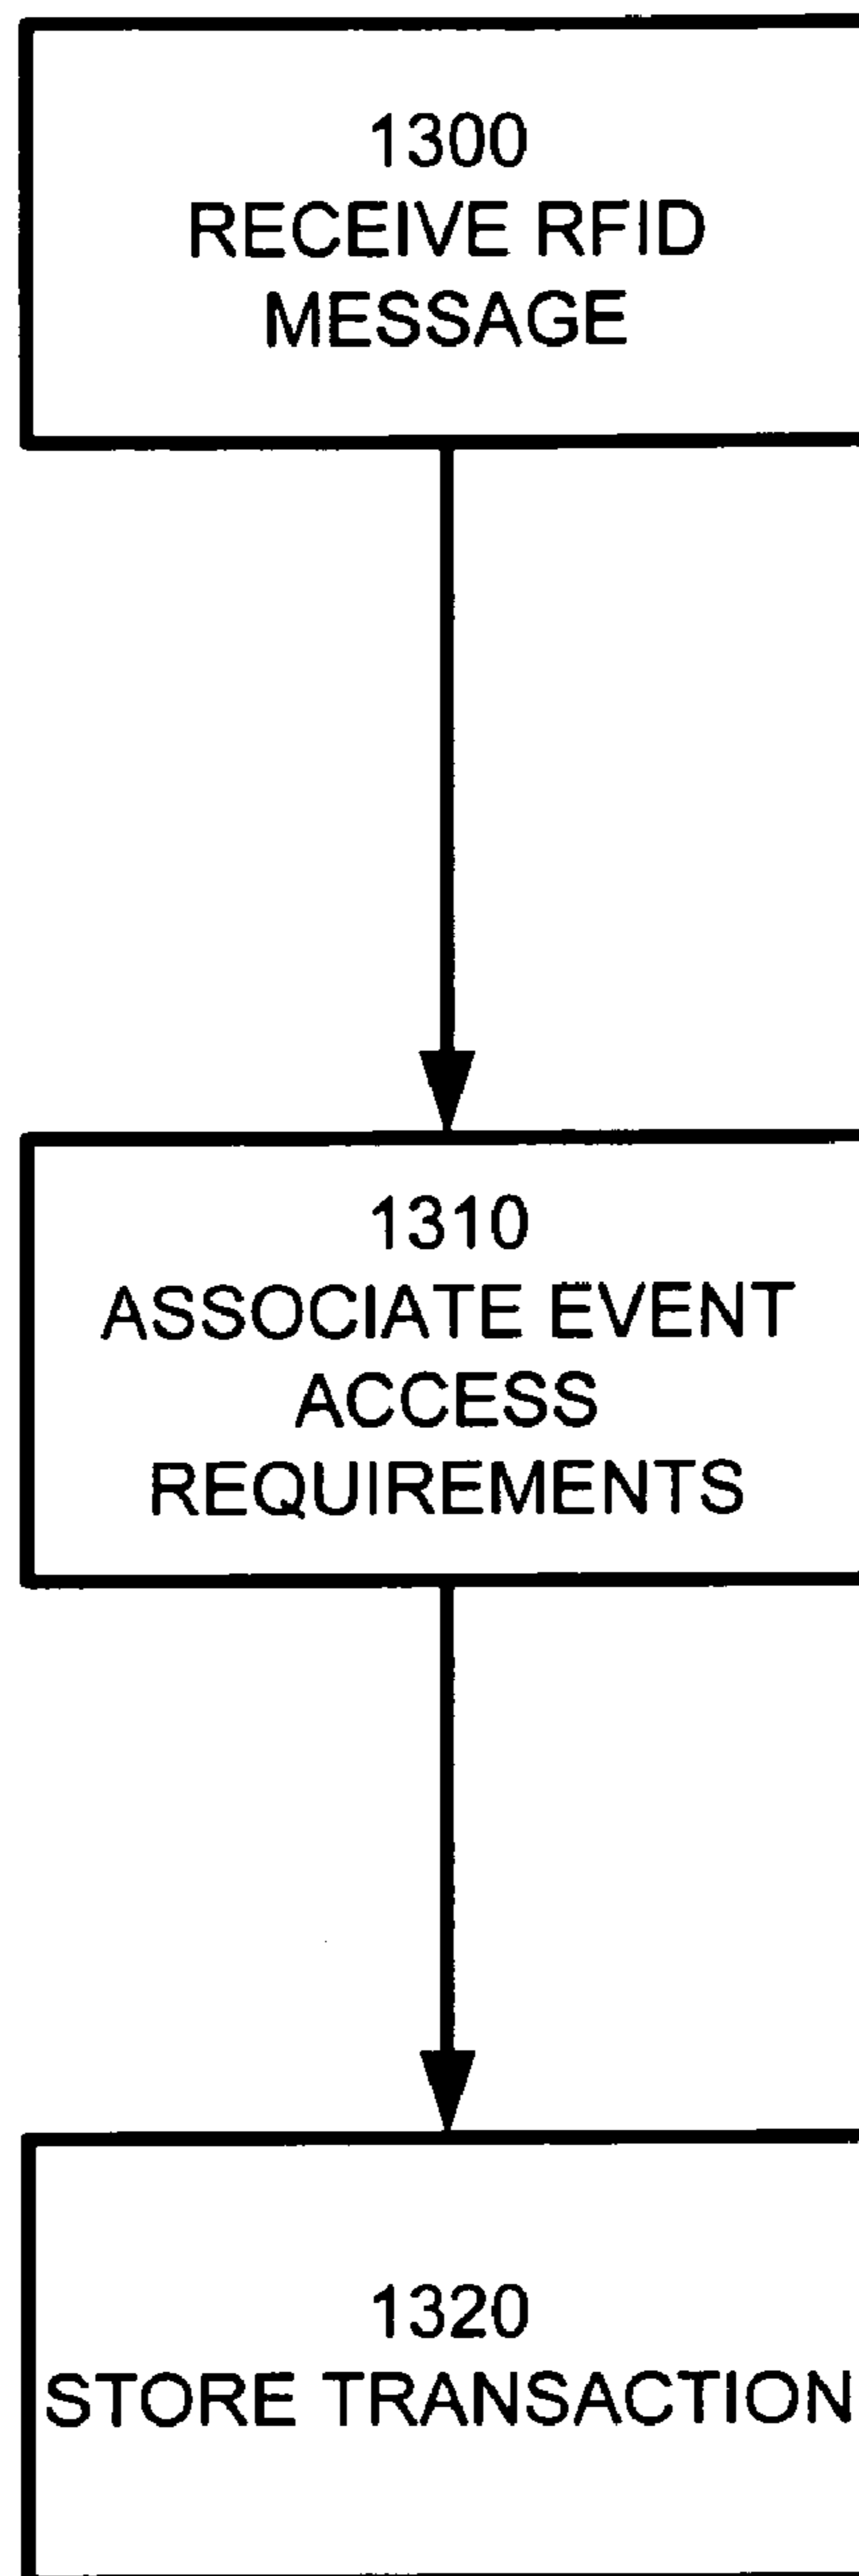 1300
RECEIVE RFID
MESSAGE
1310
ASSOCIATE EVENT
ACCESS
REQUIREMENTS
1320
STORE TRANSACTION